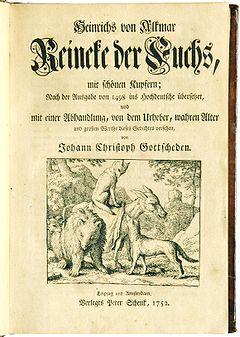 Heinrichs von Alkmar
Reineke der Fuchs,
mit schönen Kupfern;
Nach der Ausgabe von 1498 ins Hochdeutsche übersetzet,
und
mit einer Abhandlung, von dem Urheber, wahren Alter
und großen Werthe dieses Gedichtes versehen,
von
Johann Christoph Gottscheden.
Leipzig und Amsterdam,
Verlegts Peter Schenk, 1752.